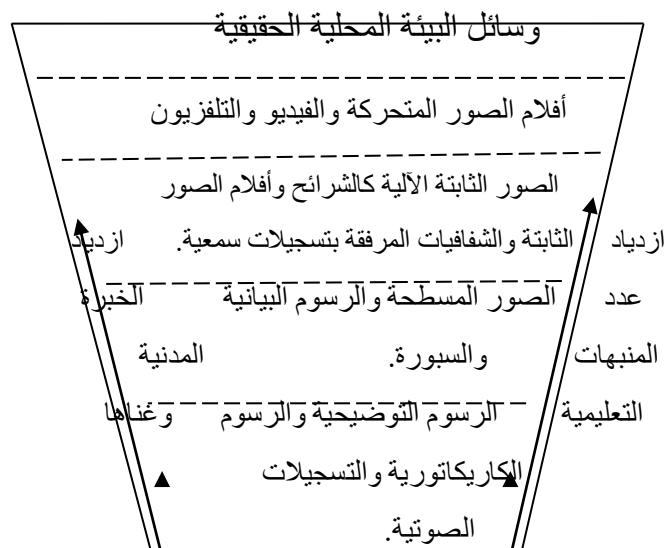 وسائل البيئة المحلية الحقيقية
أفلام الصور المتحركة والفيديو والتلفزيون
الصور الثابتة الآلية كالشرائح وأفلام الصور
ازدياد الثابتة والشفافيات المرفقة بتسجيلات سمعية. ازدياد
عدد الصور المسطحة والرسوم البيانية الخبرة
المنبهات والسبورة. المدنية
التعليمية الرسوم التوضيحية والرسوم وغناها
الكاريكاتورية والتسجيلات
الصوتية.